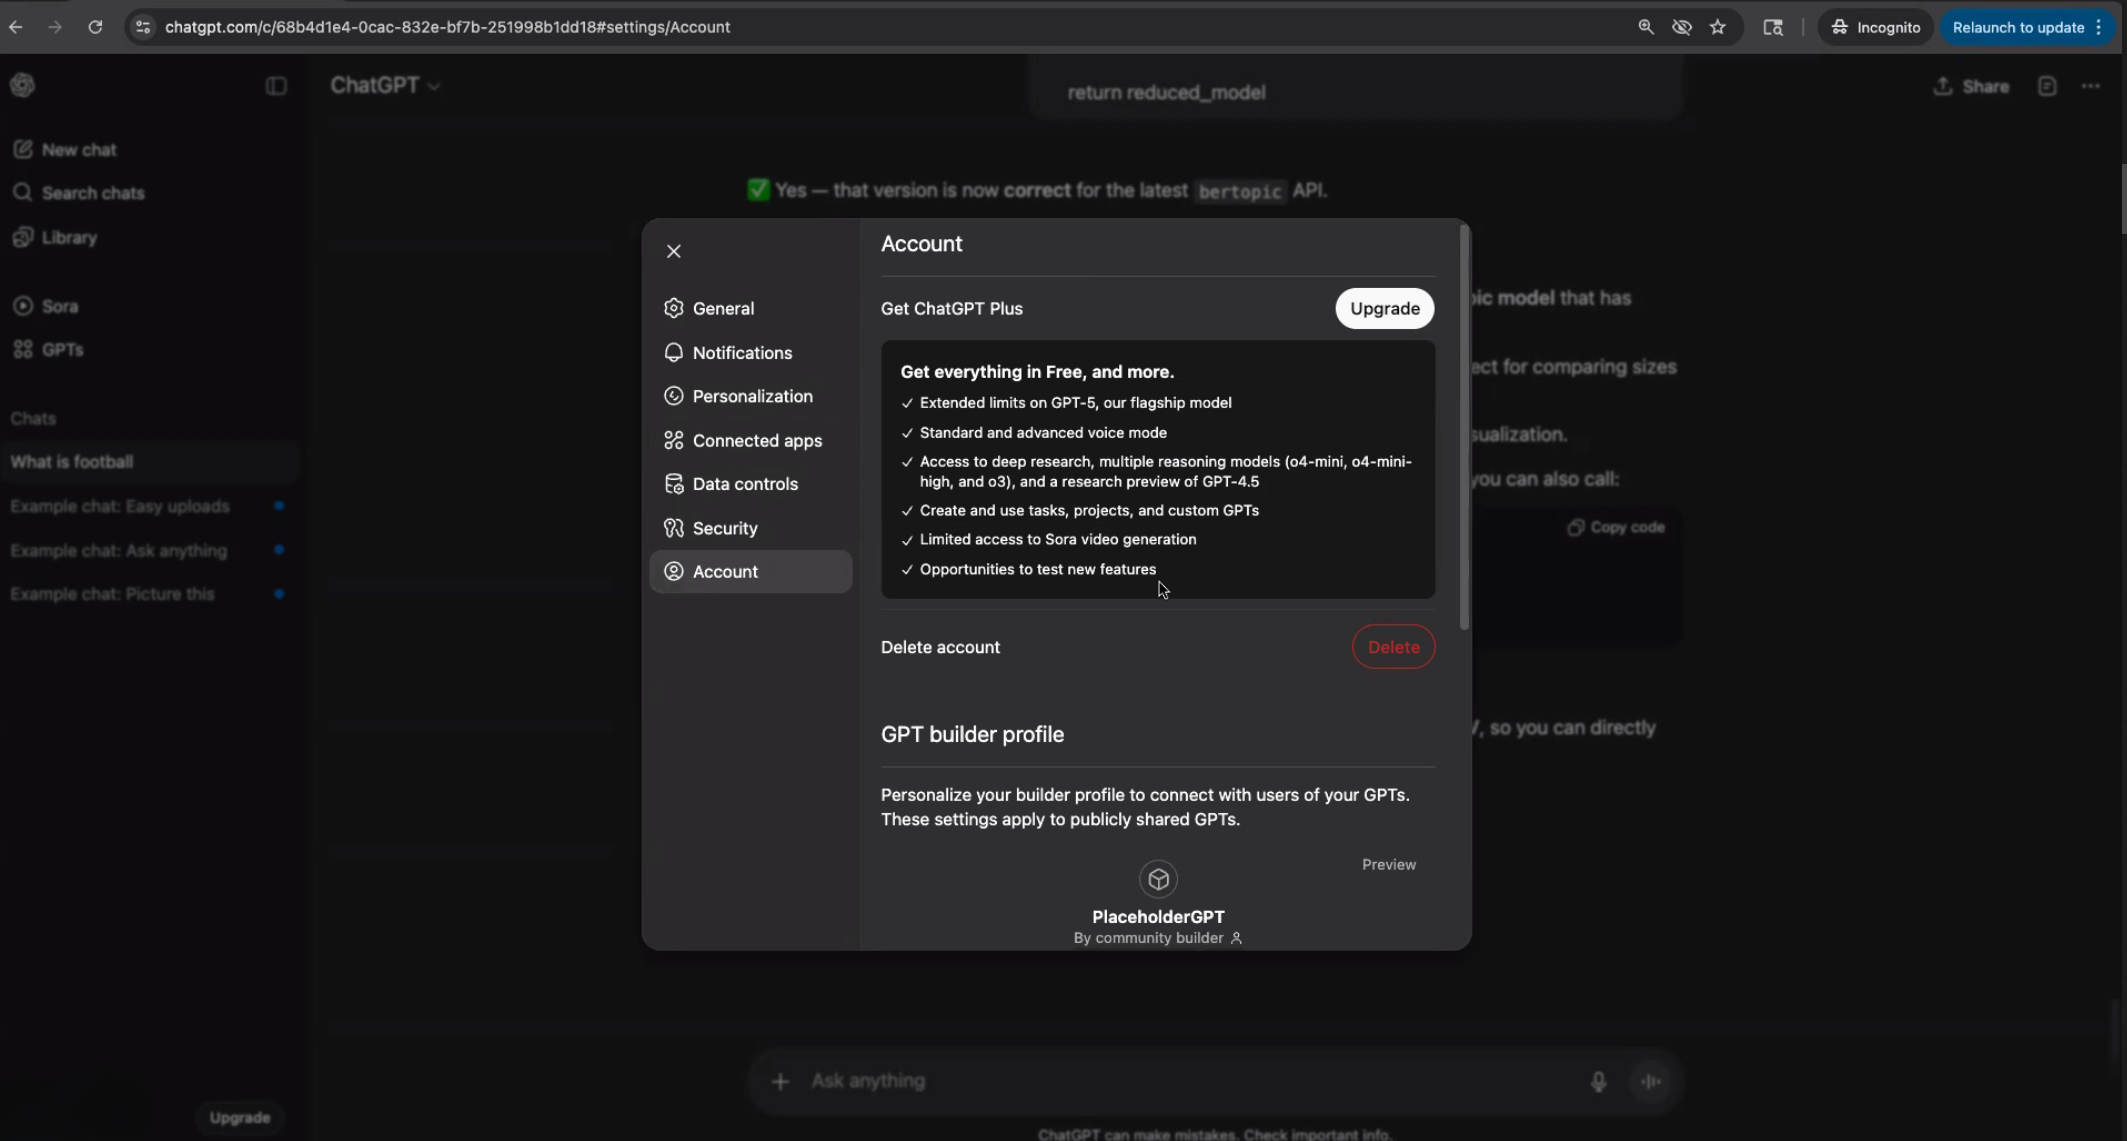 chatgpt.com/c/68b4d1e4-0cac-832e-bf7b-251998b1dd18#settings/Account
Incognito
Relaunch to update
ChatGPT
return reduced_model
Share
New chat
Search chats
Library
Sora
GPTs
Chats
What is football
Example chat: Easy uploads
Example chat: Ask anything
Example chat: Picture this
Upgrade
Yes — that version is now correct for the latest bertopic API.
General
Notifications
Personalization
Connected apps
Data controls
Security
Account
Account
Get ChatGPT Plus
Upgrade
Get everything in Free, and more.
Extended limits on GPT-5, our flagship model
Standard and advanced voice mode
Access to deep research, multiple reasoning models (o4-mini, o4-mini-
high, and o3), and a research preview of GPT-4.5
Create and use tasks, projects, and custom GPTs
Limited access to Sora video generation
Opportunities to test new features
Delete account
Delete
GPT builder profile
Personalize your builder profile to connect with users of your GPTs.
These settings apply to publicly shared GPTs.
Preview
PlaceholderGPT
By community builder
model that has
for comparing sizes
you can also call:
Copy code
, so you can directly
Ask anything
ChatGPT can make mistakes. Check important info.